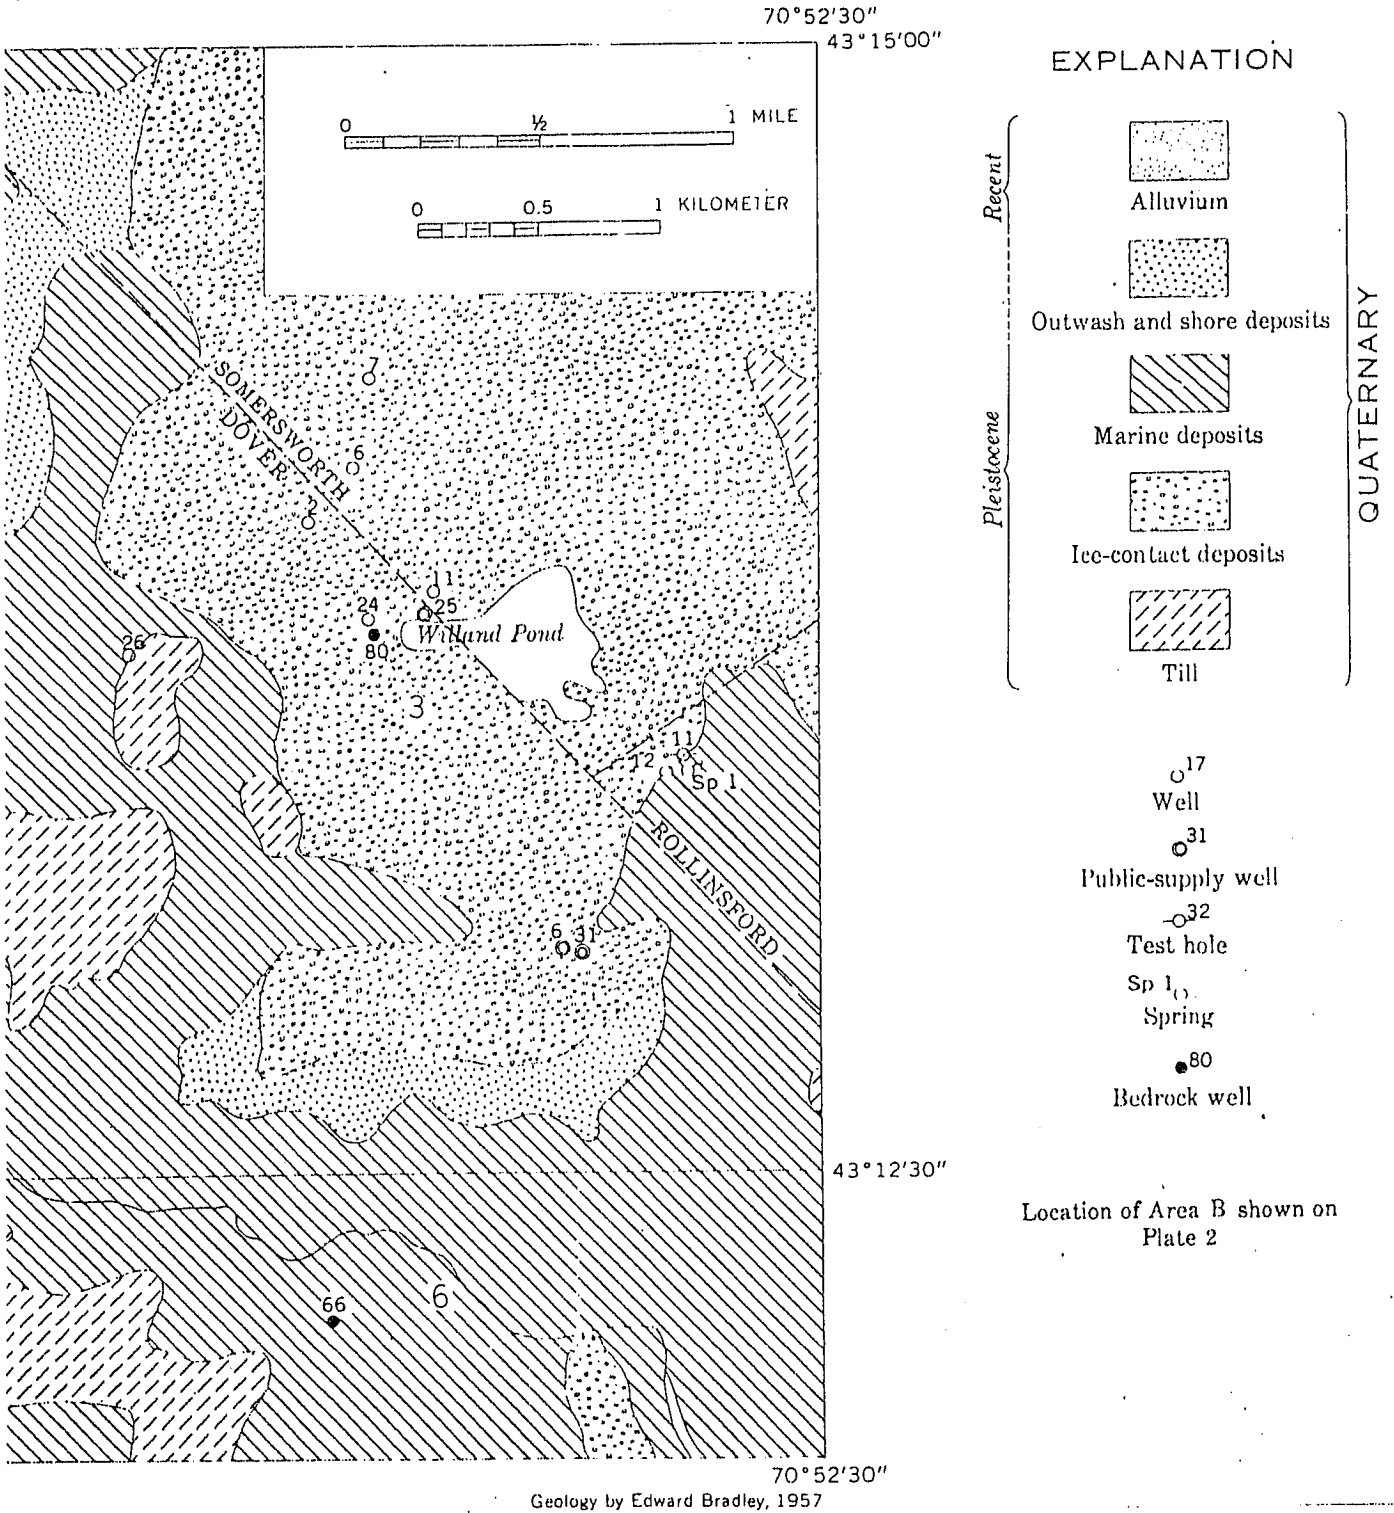 70°52'30"
43°15'00"
0 ½ 1 MILE
0 0.5 1 KILOMETER
7
SOMERSWORTH
DOVER
6
2
11
24
25
Willand Pond
80
26
3
11
12
Sp 1
ROLLINSFORD
6 31
43°12'30"
66
6
70°52'30"
Geology by Edward Bradley, 1957
EXPLANATION
Recent
Pleistocene
QUATERNARY
Alluvium
Outwash and shore deposits
Marine deposits
Ice-contact deposits
Till
17
Well
31
Public-supply well
32
Test hole
Sp 1
Spring
80
Bedrock well
Location of Area B shown on
Plate 2